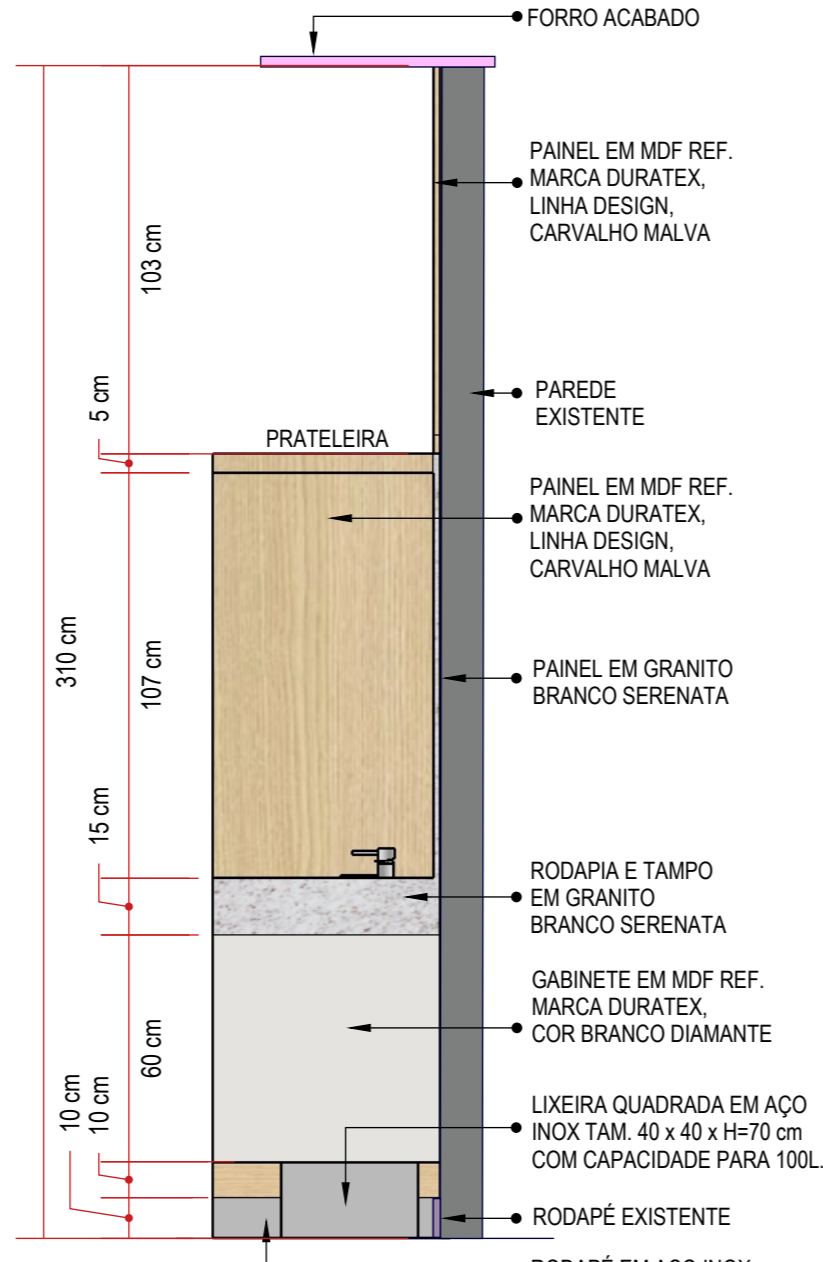 FORRO ACABADO
PAINEL EM MDF REF.
MARCA DURATEX,
LINHA DESIGN,
CARVALHO MALVA
103 cm
5 cm
PAREDE
EXISTENTE
PRATELEIRA
PAINEL EM MDF REF.
MARCA DURATEX,
LINHA DESIGN,
CARVALHO MALVA
310 cm
107 cm
PAINEL EM GRANITO
BRANCO SERENATA
15 cm
RODAPIA E TAMPO
EM GRANITO
BRANCO SERENATA
GABINETE EM MDF REF.
MARCA DURATEX,
COR BRANCO DIAMANTE
60 cm
10 cm
10 cm
LIXEIRA QUADRADA EM AÇO
INOX TAM. 40 x 40 x H=70 cm
COM CAPACIDADE PARA 100L.
RODAPÉ EXISTENTE
RODAPÉ EM AÇO INOX